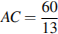 AC = 60/13